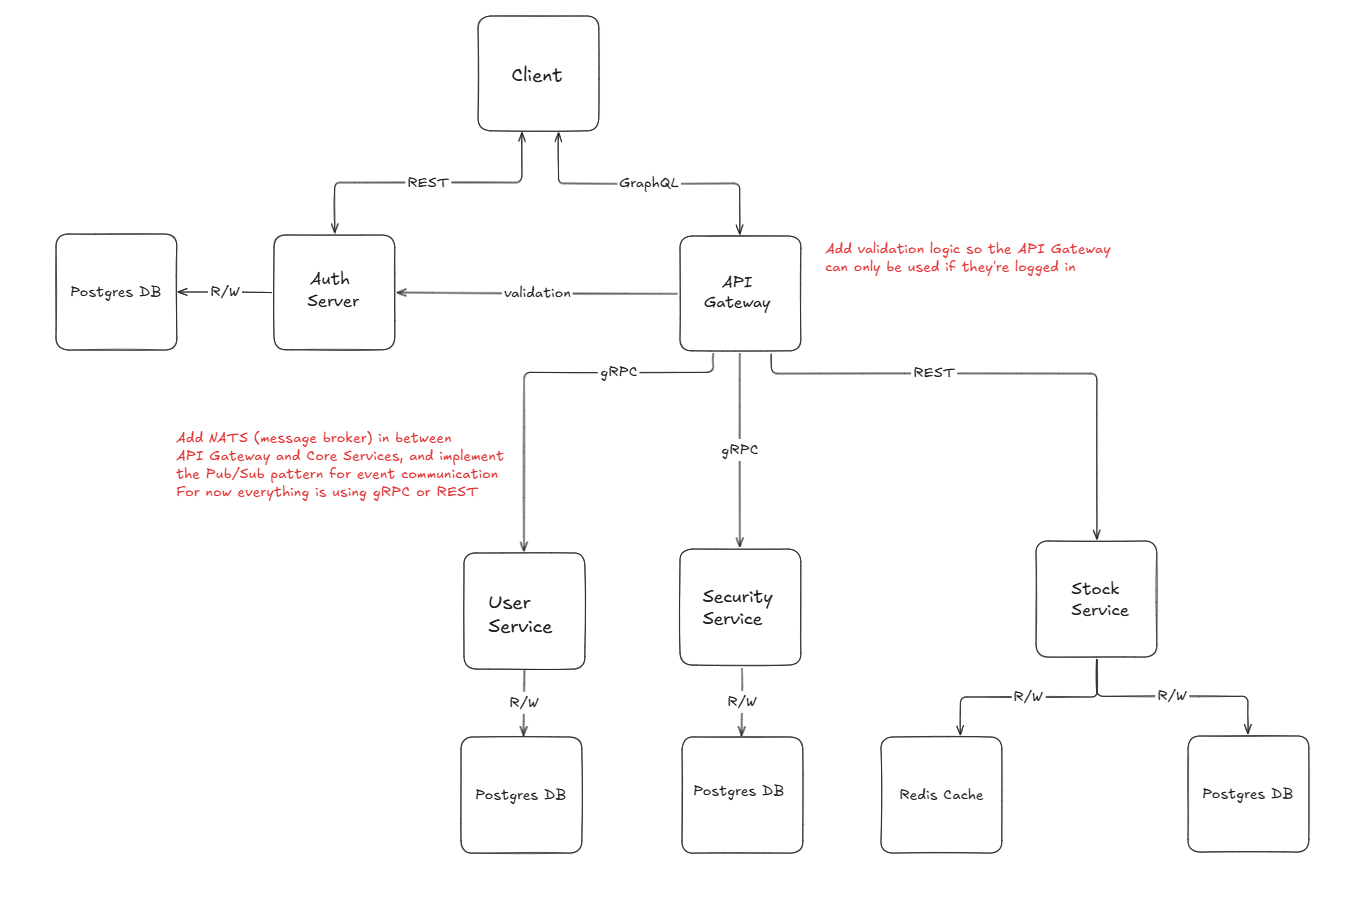 Client
REST
GraphQL
Postgres DB
R/W
Auth
Server
validation
API
Gateway
Add validation logic so the API Gateway
can only be used if they're logged in
gRPC
REST
gRPC
Add NATS (message broker) in between
API Gateway and Core Services, and implement
the Pub/Sub pattern for event communication
For now everything is using gRPC or REST
User
Service
Security
Service
Stock
Service
R/W
R/W
R/W
R/W
Postgres DB
Postgres DB
Redis Cache
Postgres DB